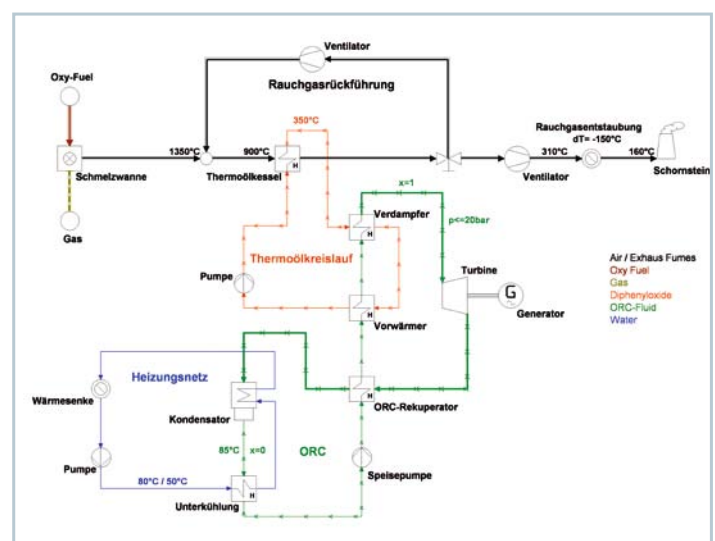 Ventilator
Oxy-Fuel
Rauchgasrückführung
350°C
Rauchgasentstaubung
dT= -150°C
1350°C
900°C
310°C
160°C
H
Schmelzwanne
Thermoölkessel
Ventilator
Schornstein
Gas
x=1
Verdampfer
p<=20bar
H
Thermoölkreislauf
Pumpe
Turbine
G
Generator
Vorwärmer
H
Air / Exhaus Fumes
Oxy Fuel
Gas
Diphenyloxide
ORC-Fluid
Water
Heizungsnetz
Wärmesenke
H
ORC-Rekuperator
Kondensator
85°C
x=0
ORC
Pumpe
80°C / 50°C
Speisepumpe
H
Unterkühlung